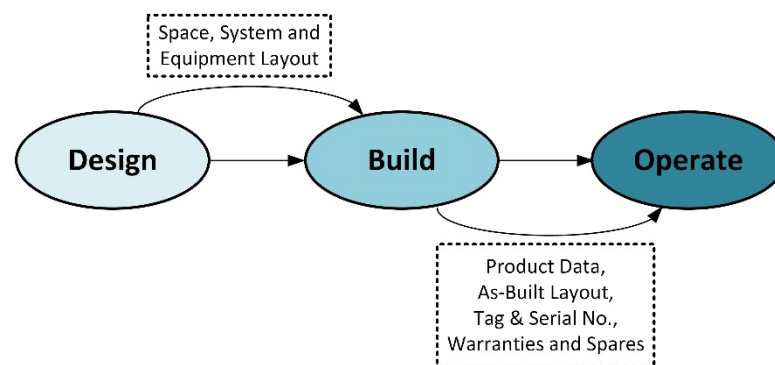 Space, System and
Equipment Layout
Design
Build
Operate
Product Data,
As-Built Layout,
Tag & Serial No.,
Warranties and Spares